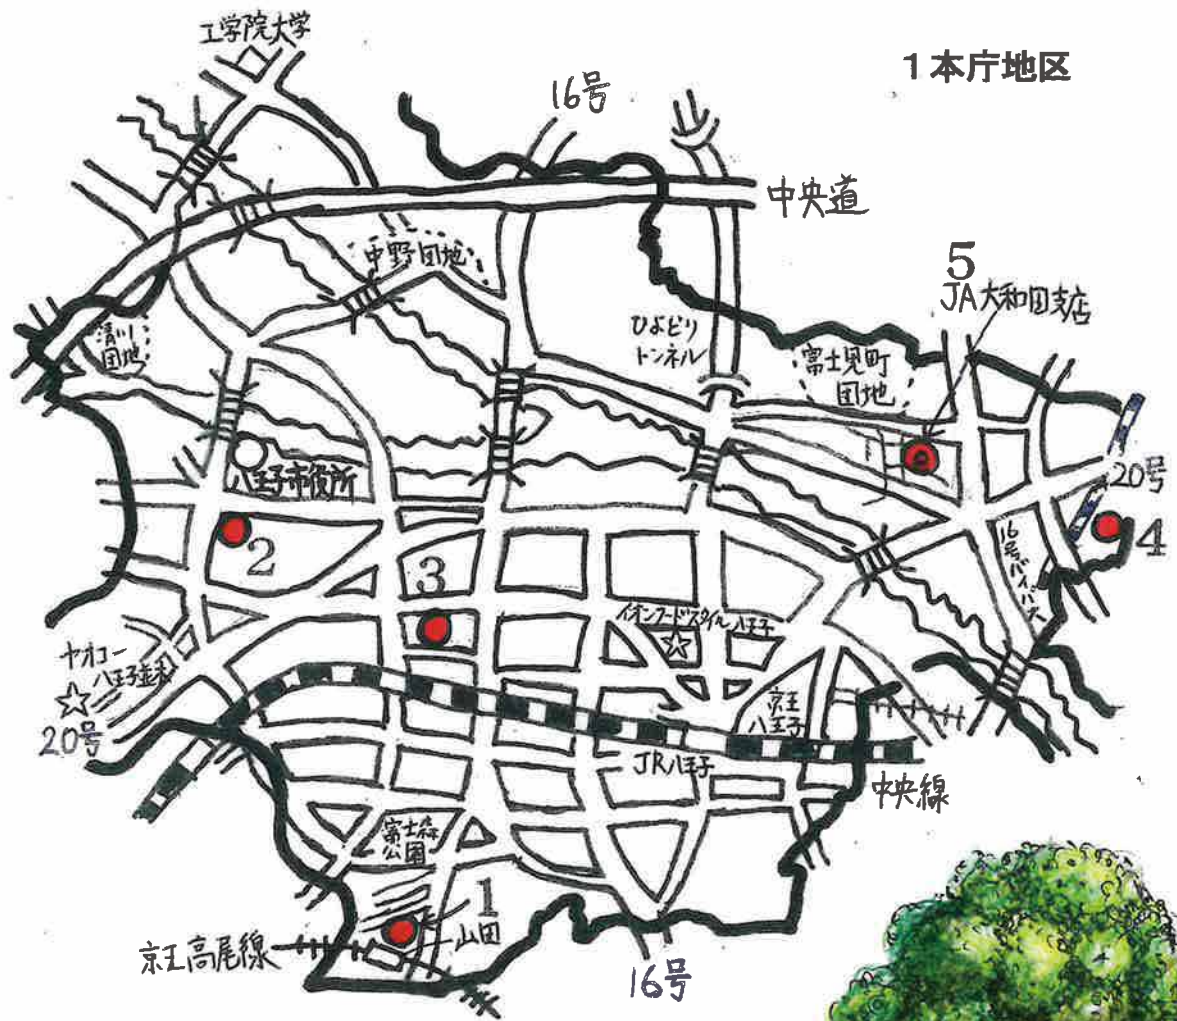 工学院大学
1本庁地区
16号
中央道
中野団地
5
JA大和田支店
清川
団地
ひよどり
トンネル
富士見町
団地
20号
八王子市役所
2
3
4
16号バイパス
イオンフードスタイル八王子
ヤオコー
八王子並木
20号
京王
八王子
JR八王子
中央線
富士森
公園
1
山田
京王高尾線
16号